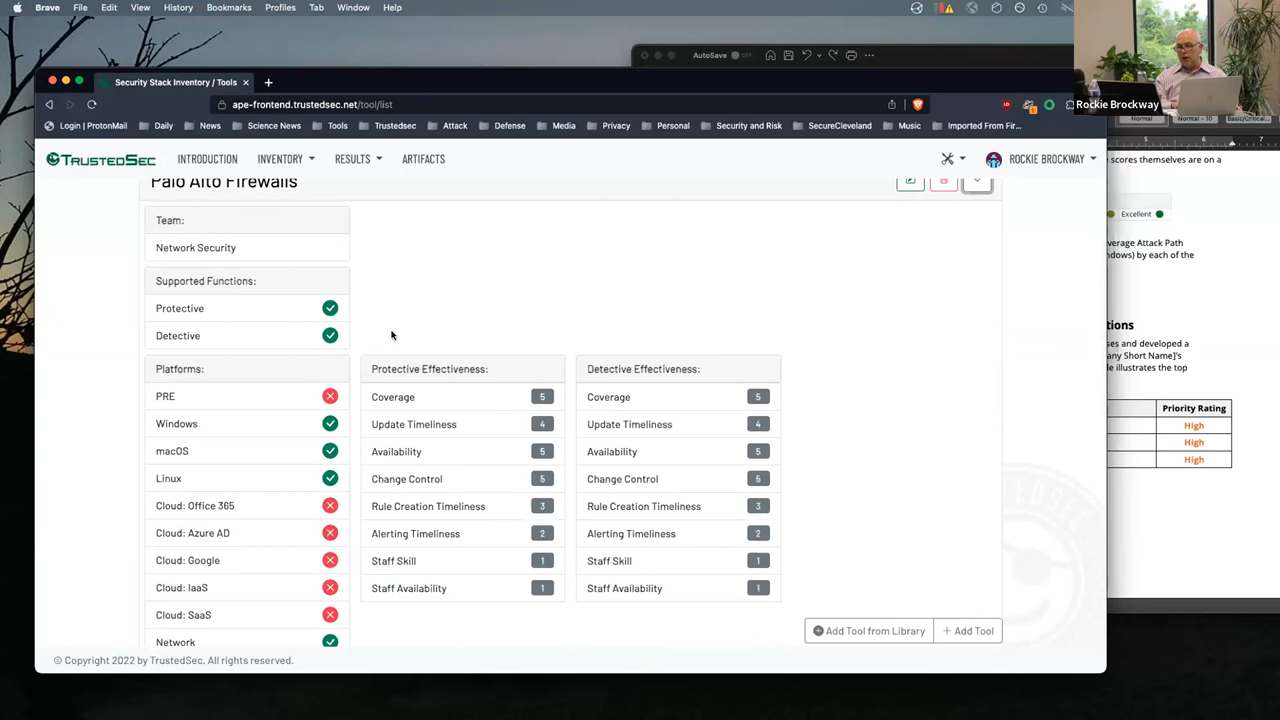 Brave File Edit View History Bookmarks Profiles Tab Window Help
AutoSave OFF
Security Stack Inventory / Tools
ape-frontend.trustedsec.net/tool/list
Rockie Brockway
Login | ProtonMail Daily News Science News Tools Trustedsec Attack Defense Media Privacy Personal Security and Risk SecureCleveland Music Imported From Fir...
Normal Normal - 10 Basic/Critical...
5 6 7
TRUSTEDSEC INTRODUCTION INVENTORY RESULTS ARTIFACTS ROCKIE BROCKWAY
e scores themselves are on a
Palo Alto Firewalls
Excellent
Team:
Network Security
verage Attack Path
ndows) by each of the
Supported Functions:
Protective
Detective
tions
ses and developed a
any Short Name]'s
le illustrates the top
Platforms:
PRE
Windows
macOS
Linux
Cloud: Office 365
Cloud: Azure AD
Cloud: Google
Cloud: IaaS
Cloud: SaaS
Network
Protective Effectiveness:
Coverage 5
Update Timeliness 4
Availability 5
Change Control 5
Rule Creation Timeliness 3
Alerting Timeliness 2
Staff Skill 1
Staff Availability 1
Detective Effectiveness:
Coverage 5
Update Timeliness 4
Availability 5
Change Control 5
Rule Creation Timeliness 3
Alerting Timeliness 2
Staff Skill 1
Staff Availability 1
Priority Rating
High
High
High
Add Tool from Library + Add Tool
© Copyright 2022 by TrustedSec. All rights reserved.